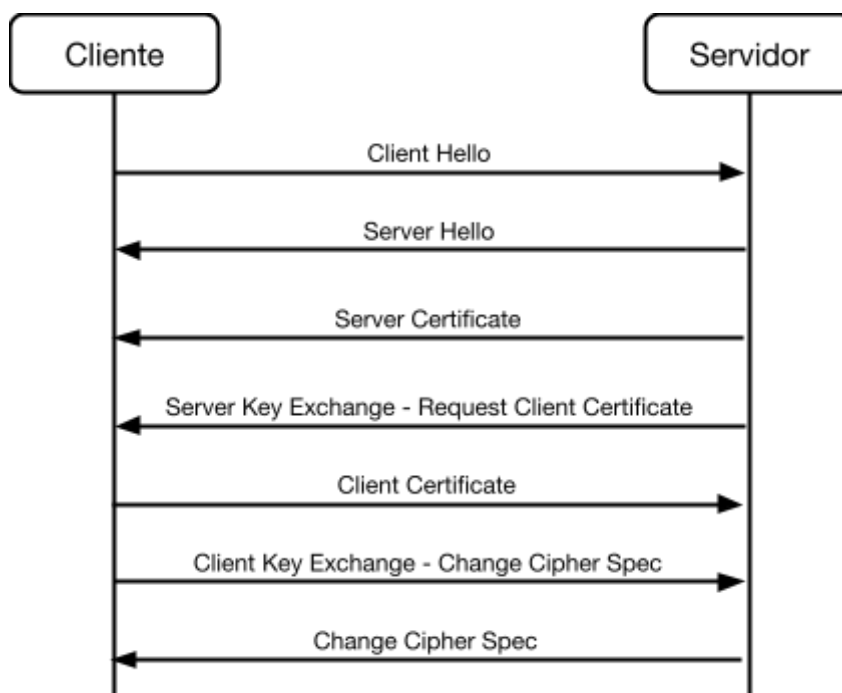 Cliente
Servidor
Client Hello
Server Hello
Server Certificate
Server Key Exchange - Request Client Certificate
Client Certificate
Client Key Exchange - Change Cipher Spec
Change Cipher Spec